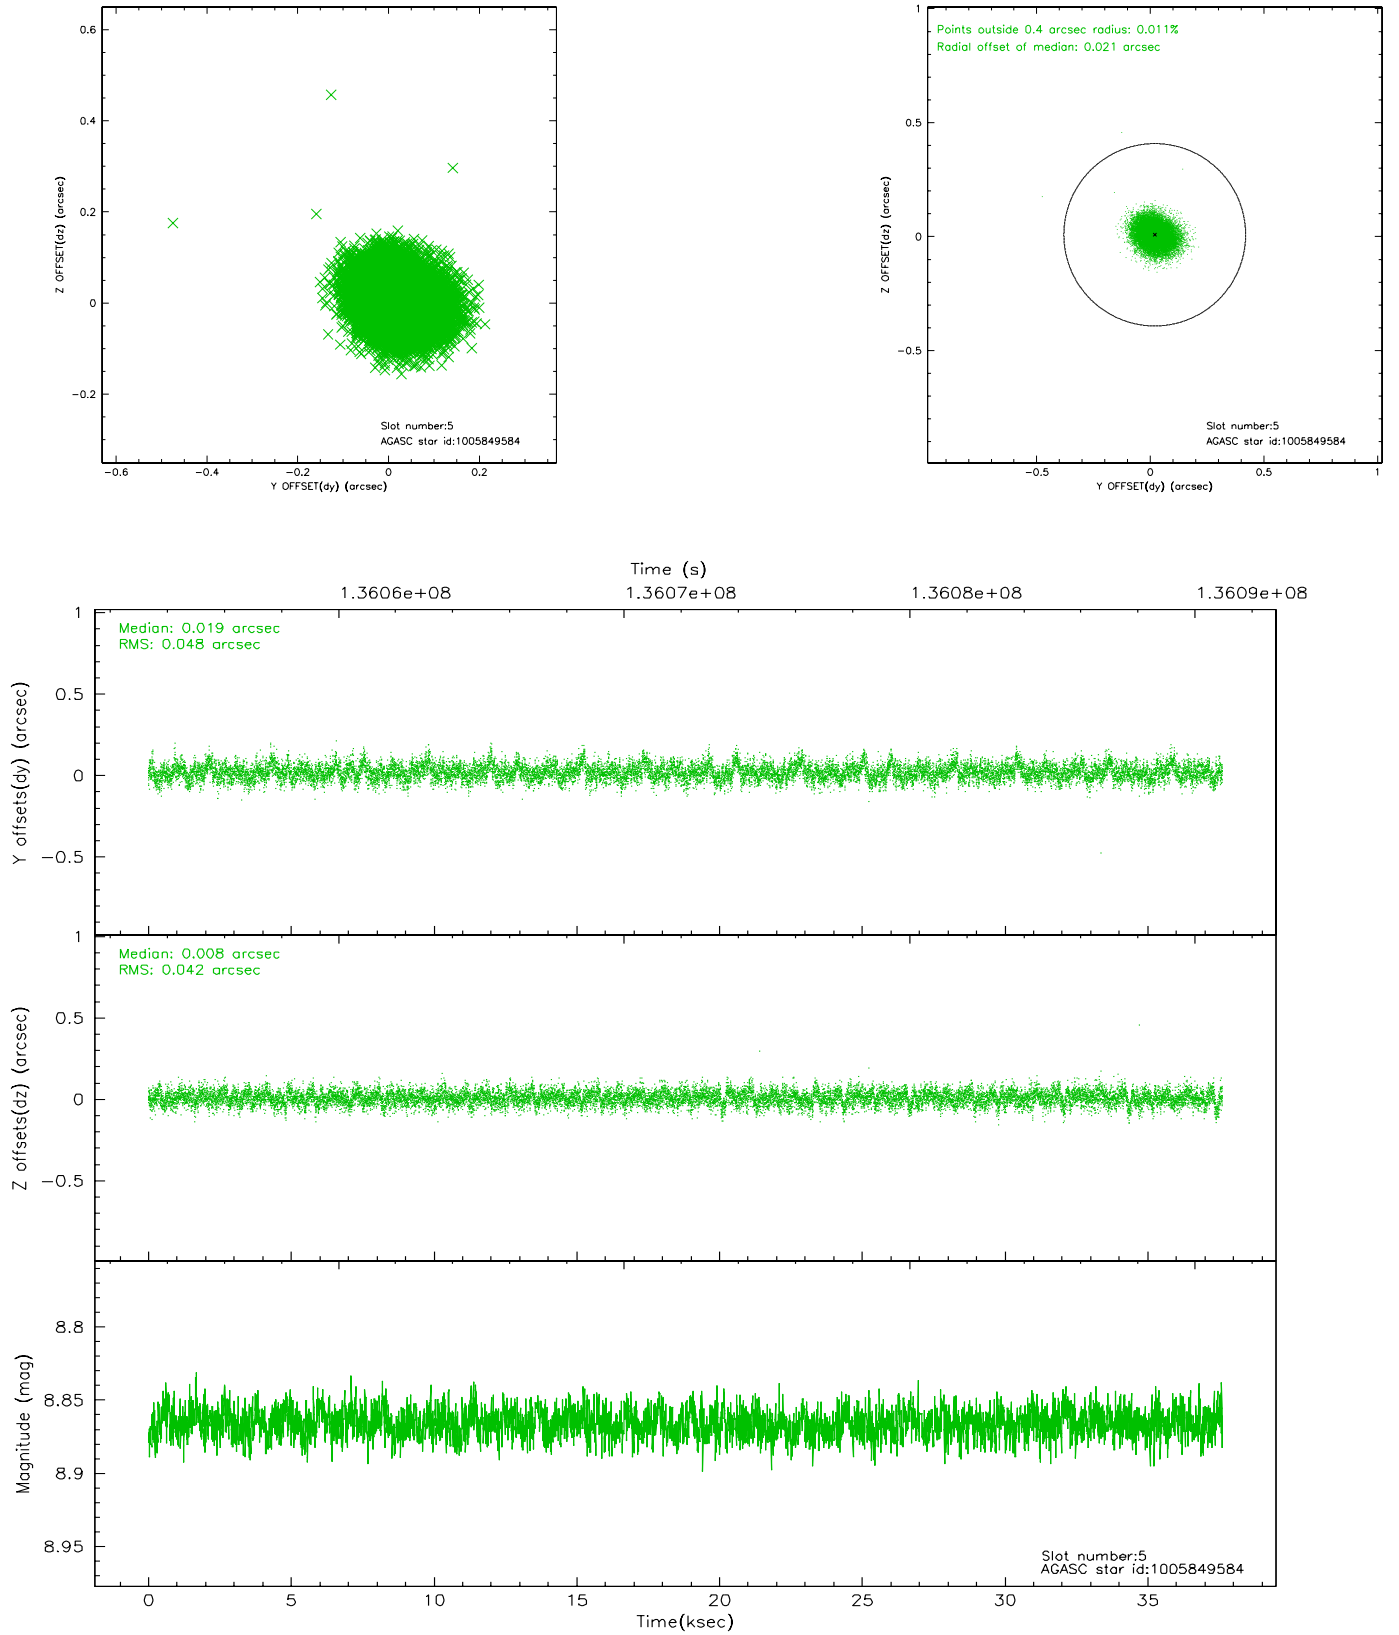 0.6
0.4
0.2
0
−0.2
Z OFFSET(dz) (arcsec)
Slot number:5
AGASC star id:1005849584
−0.6 −0.4 −0.2 0 0.2
Y OFFSET(dy) (arcsec)
1
0.5
0
−0.5
Z OFFSET(dz) (arcsec)
Points outside 0.4 arcsec radius: 0.011%
Radial offset of median: 0.021 arcsec
Slot number:5
AGASC star id:1005849584
−0.5 0 0.5 1
Y OFFSET(dy) (arcsec)
Time (s)
1.3606e+08 1.3607e+08 1.3608e+08 1.3609e+08
1
0.5
0
−0.5
Y offsets(dy) (arcsec)
Median: 0.019 arcsec
RMS: 0.048 arcsec
1
0.5
0
−0.5
Z offsets(dz) (arcsec)
Median: 0.008 arcsec
RMS: 0.042 arcsec
8.8
8.85
8.9
8.95
Magnitude (mag)
Slot number:5
AGASC star id:1005849584
0 5 10 15 20 25 30 35
Time(ksec)